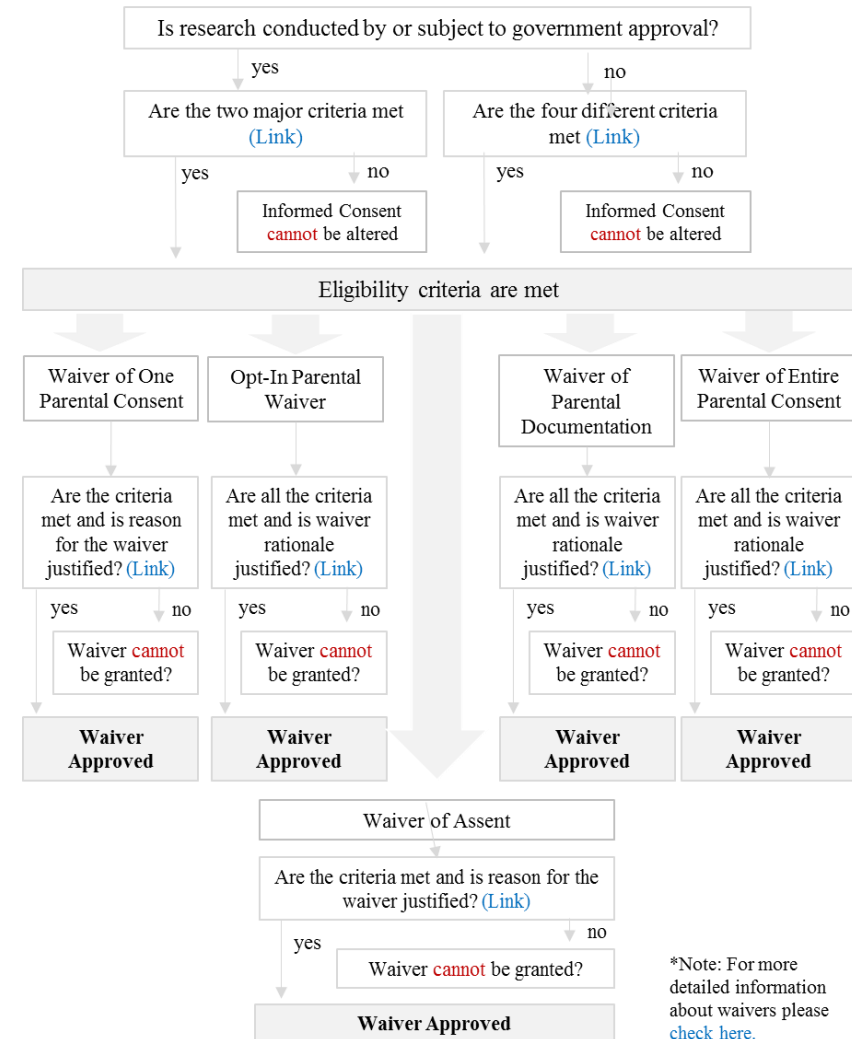 Is research conducted by or subject to government approval?
yes
no
Are the two major criteria met
(Link)
Are the four different criteria
met (Link)
yes
no
yes
no
Informed Consent
cannot be altered
Informed Consent
cannot be altered
Eligibility criteria are met
Waiver of One
Parental Consent
Opt-In Parental
Waiver
Waiver of
Parental
Documentation
Waiver of Entire
Parental Consent
Are the criteria
met and is reason
for the waiver
justified? (Link)
Are all the criteria
met and is waiver
rationale
justified? (Link)
Are all the criteria
met and is waiver
rationale
justified? (Link)
Are all the criteria
met and is waiver
rationale
justified? (Link)
yes
no
yes
no
yes
no
yes
no
Waiver cannot
be granted?
Waiver cannot
be granted?
Waiver cannot
be granted?
Waiver cannot
be granted?
Waiver
Approved
Waiver
Approved
Waiver
Approved
Waiver
Approved
Waiver of Assent
Are the criteria met and is reason for the
waiver justified? (Link)
yes
no
Waiver cannot be granted?
Waiver Approved
*Note: For more
detailed information
about waivers please
check here.